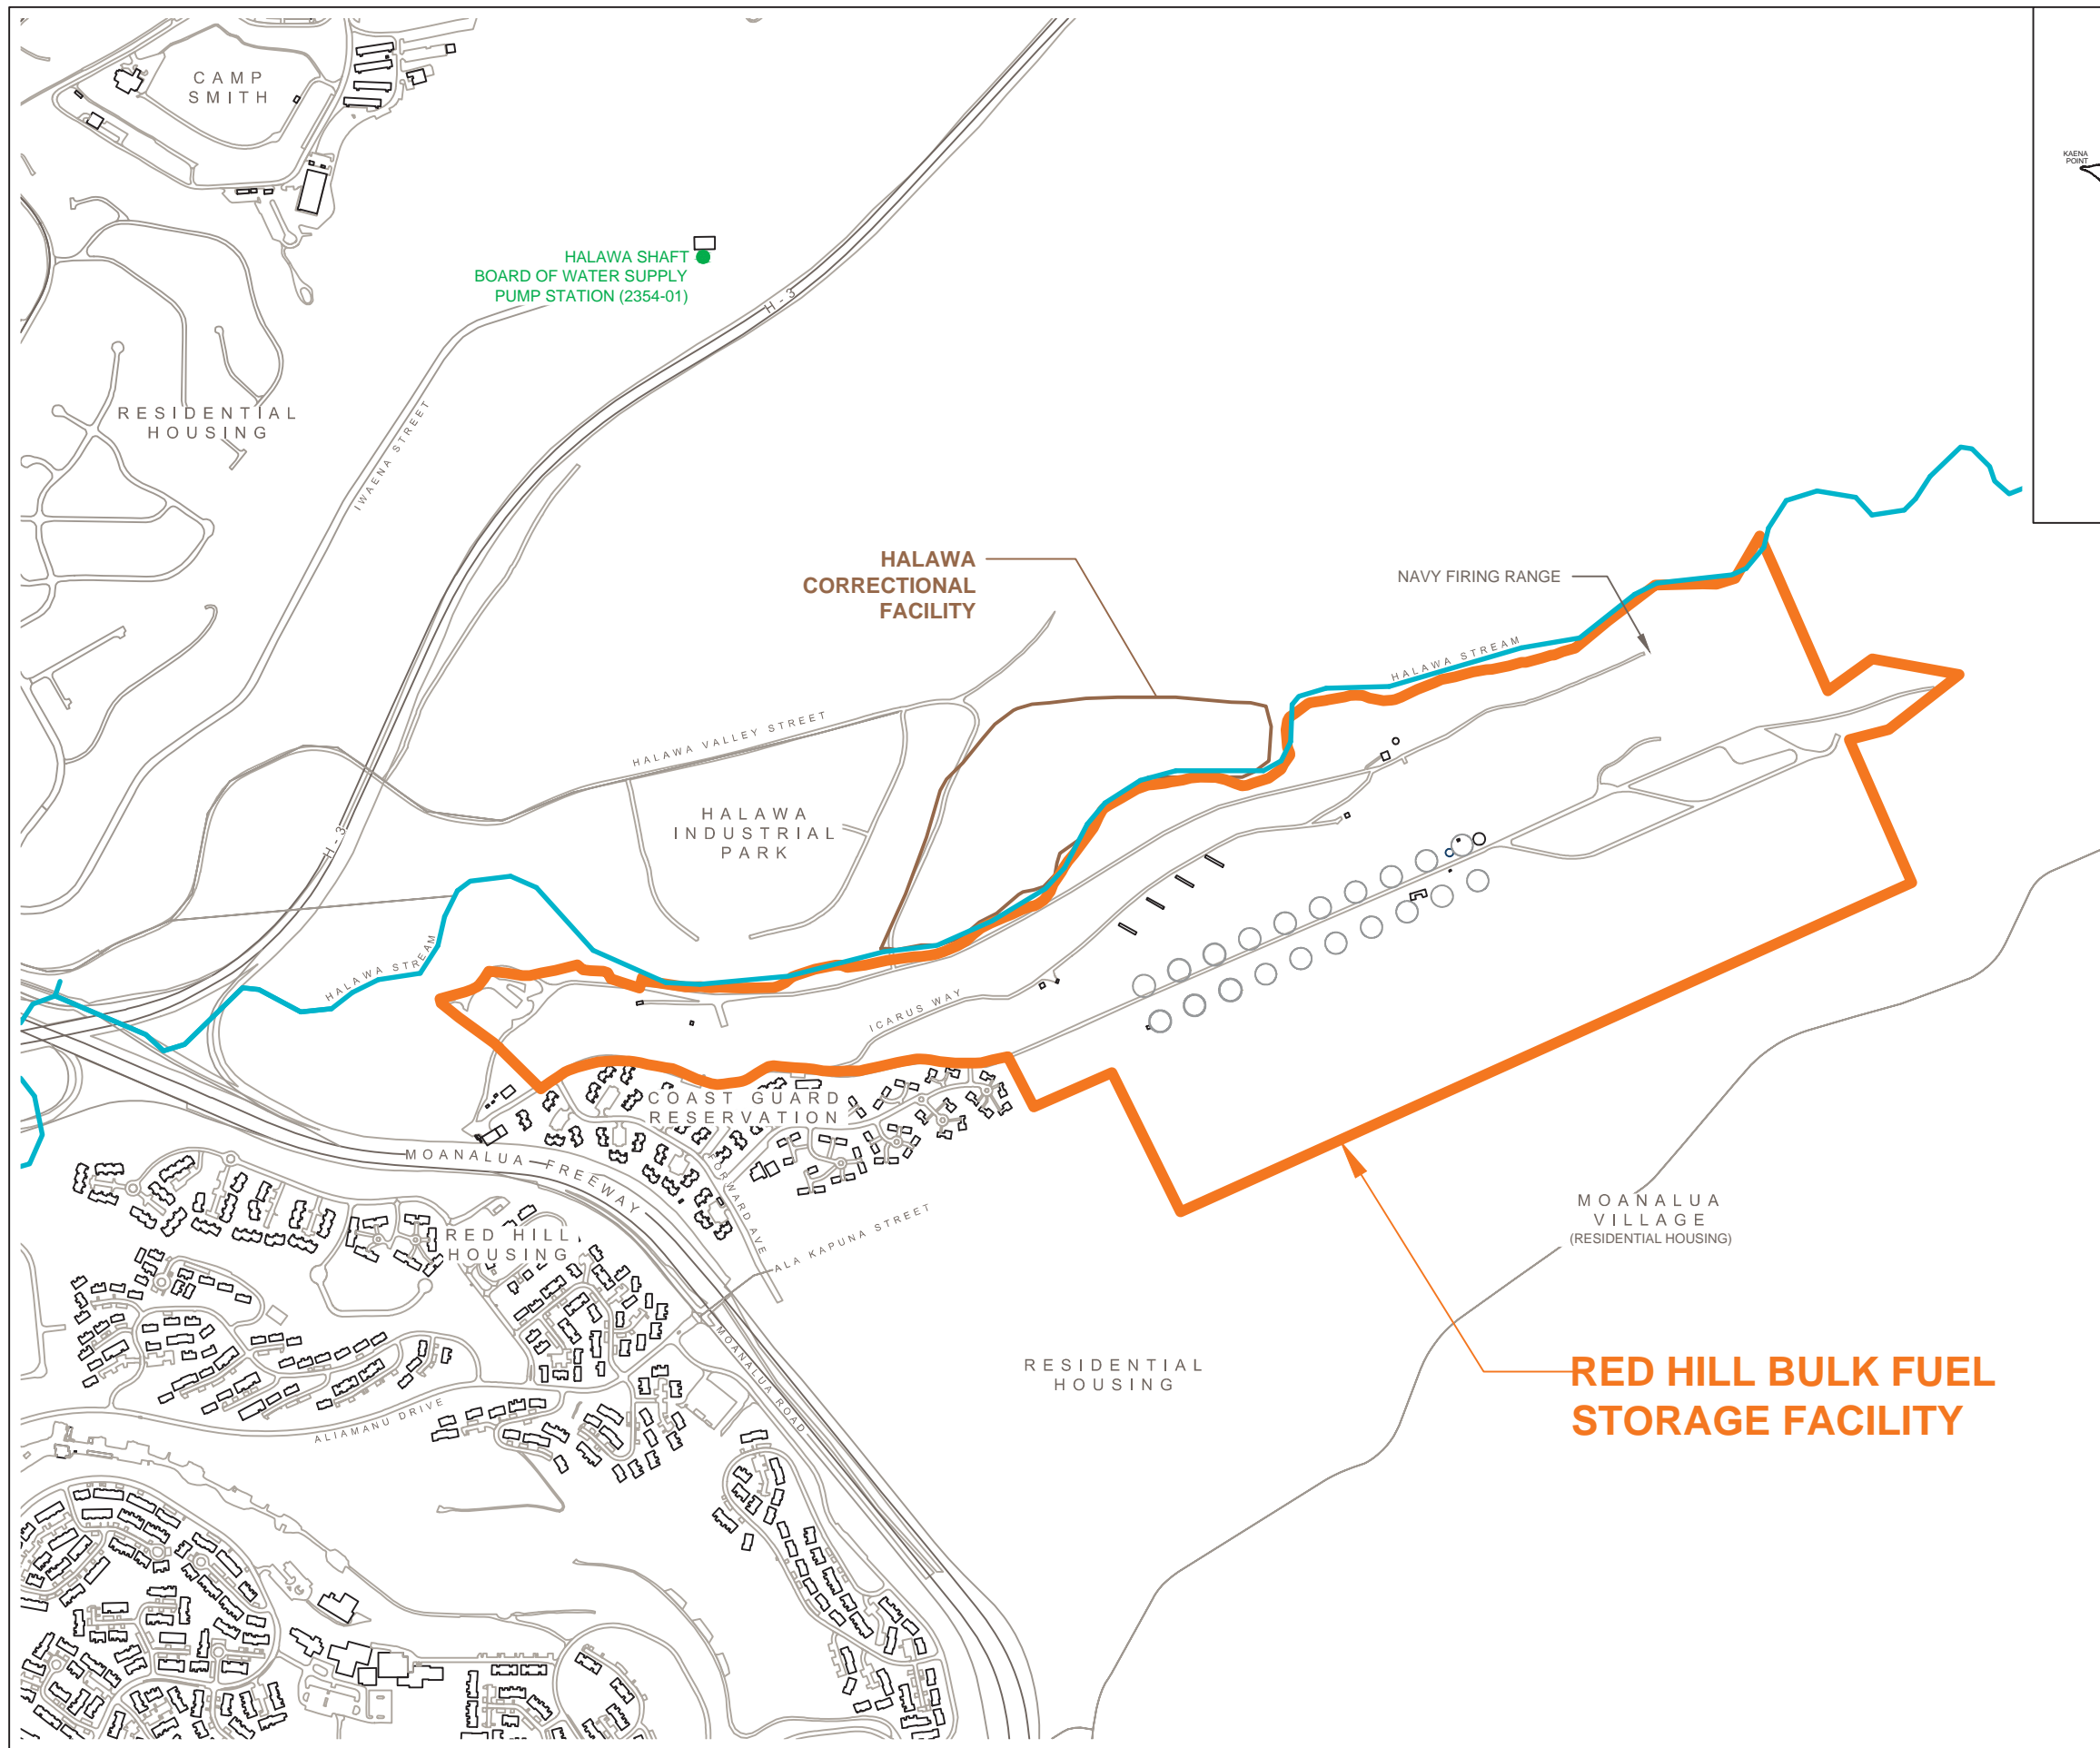 CAMP
SMITH
KAENA
POINT
HALAWA SHAFT
BOARD OF WATER SUPPLY
PUMP STATION (2354-01)
H - 3
RESIDENTIAL
HOUSING
IWAENA STREET
HALAWA
CORRECTIONAL
FACILITY
NAVY FIRING RANGE
HALAWA STREAM
HALAWA VALLEY STREET
HALAWA
INDUSTRIAL
PARK
H - 3
HALAWA STREAM
ICARUS WAY
COAST GUARD
RESERVATION
MOANALUA FREEWAY
FORWARD AVE
ALA KAPUNA STREET
MOANALUA
VILLAGE
(RESIDENTIAL HOUSING)
RED HILL
HOUSING
MOANALUA ROAD
RESIDENTIAL
HOUSING
RED HILL BULK FUEL
STORAGE FACILITY
ALIAMANU DRIVE